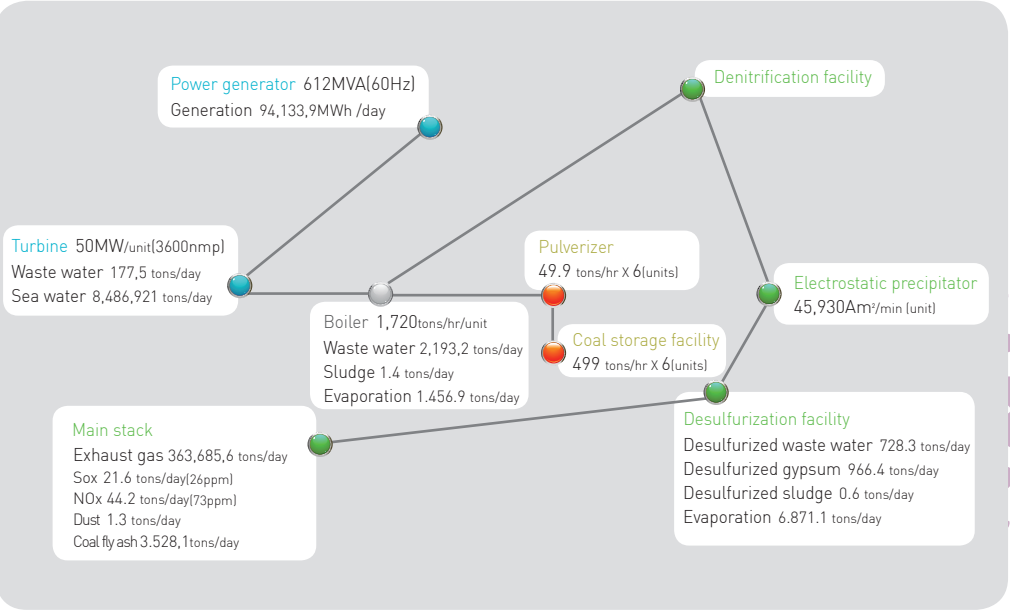 Power generator 612MVA(60Hz)
Generation 94,133,9MWh /day
Denitrification facility
Turbine 50MW/unit(3600nmp)
Waste water 177,5 tons/day
Sea water 8,486,921 tons/day
Pulverizer
49.9 tons/hr X 6(units)
Electrostatic precipitator
45,930Am²/min (unit)
Boiler 1,720tons/hr/unit
Waste water 2,193,2 tons/day
Sludge 1.4 tons/day
Evaporation 1.456.9 tons/day
Coal storage facility
499 tons/hr X 6(units)
Main stack
Exhaust gas 363,685,6 tons/day
Sox 21.6 tons/day(26ppm)
NOx 44.2 tons/day(73ppm)
Dust 1.3 tons/day
Coal fly ash 3.528,1tons/day
Desulfurization facility
Desulfurized waste water 728.3 tons/day
Desulfurized gypsum 966.4 tons/day
Desulfurized sludge 0.6 tons/day
Evaporation 6.871.1 tons/day